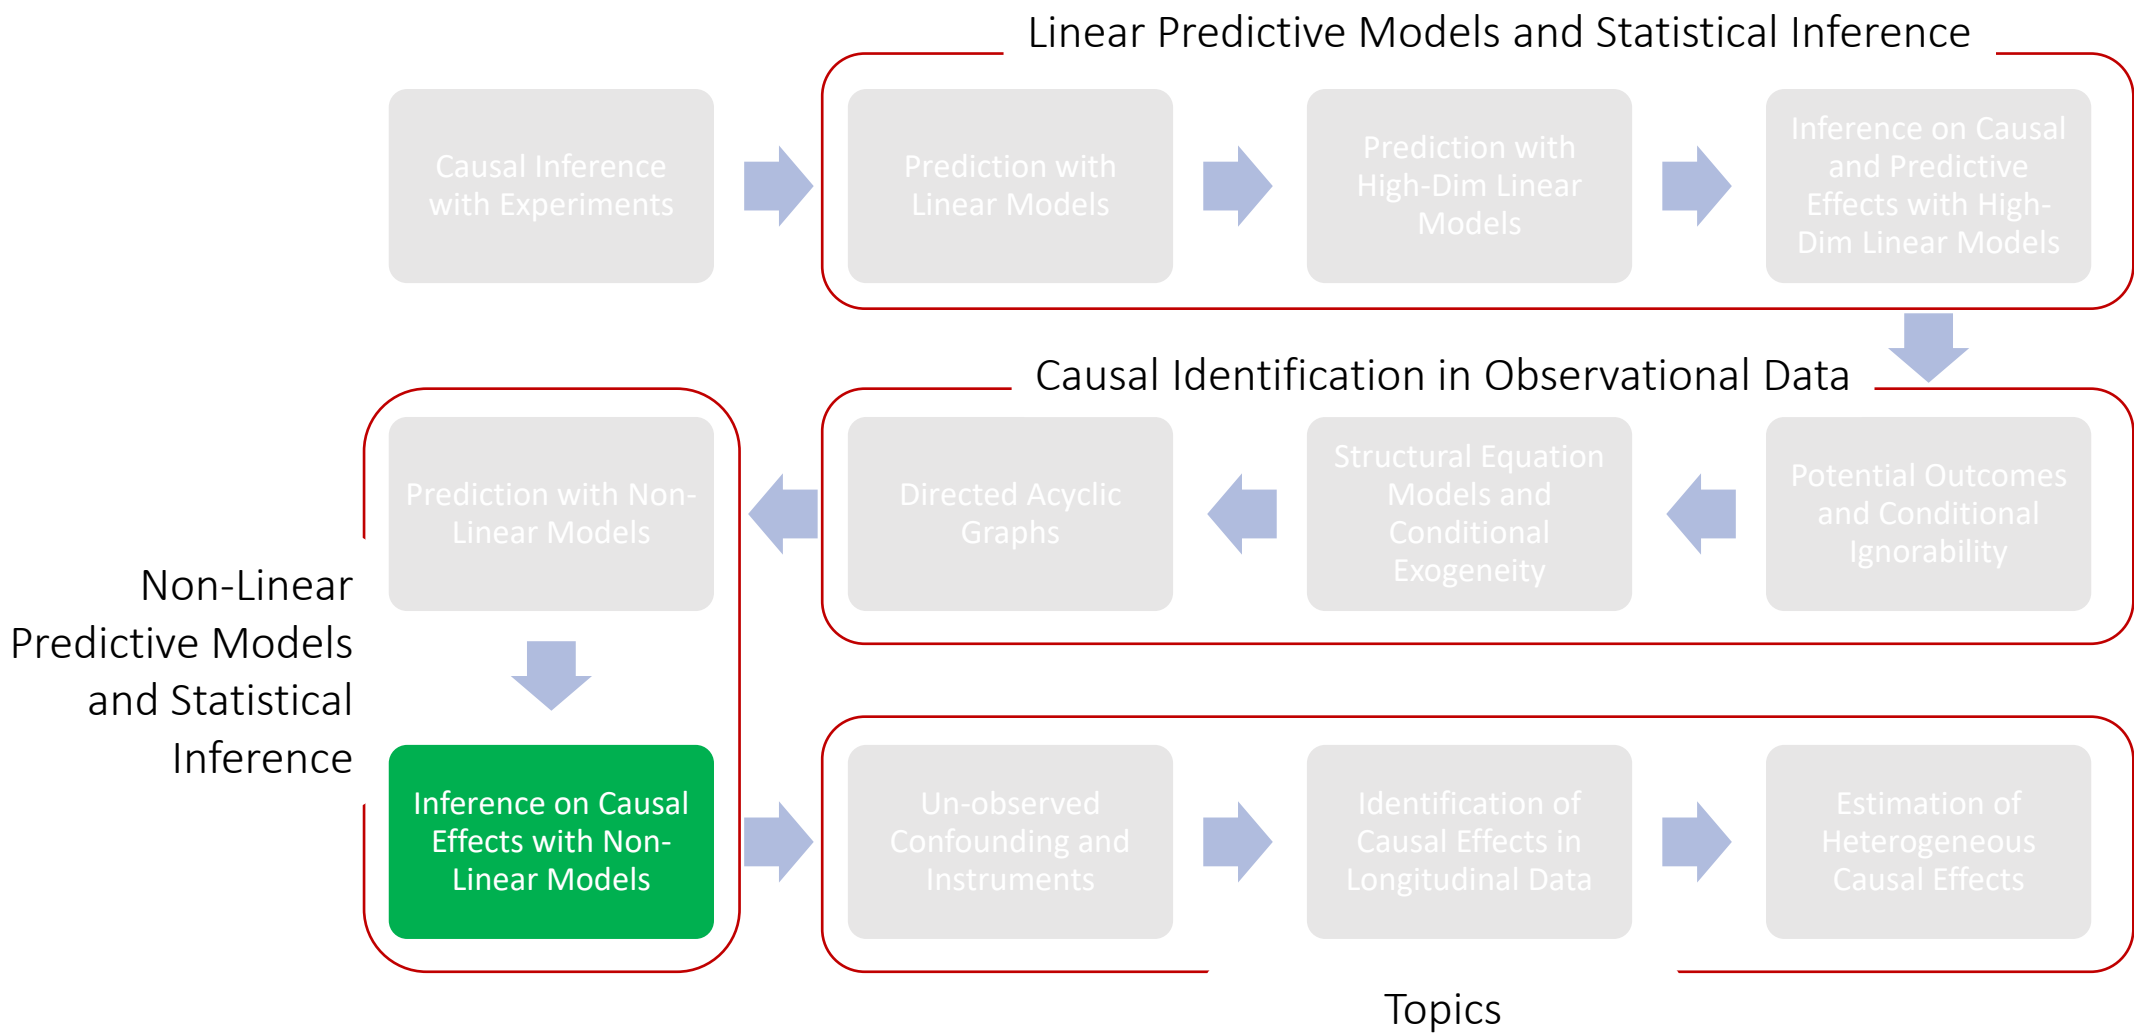 Linear Predictive Models and Statistical Inference
Causal Inference
with Experiments
Prediction with
Linear Models
Prediction with
High-Dim Linear
Models
Inference on Causal
and Predictive
Effects with High-
Dim Linear Models
Causal Identification in Observational Data
Potential Outcomes
and Conditional
Ignorability
Structural Equation
Models and
Conditional
Exogeneity
Directed Acyclic
Graphs
Prediction with Non-
Linear Models
Non-Linear
Predictive Models
and Statistical
Inference
Inference on Causal
Effects with Non-
Linear Models
Un-observed
Confounding and
Instruments
Identification of
Causal Effects in
Longitudinal Data
Estimation of
Heterogeneous
Causal Effects
Topics